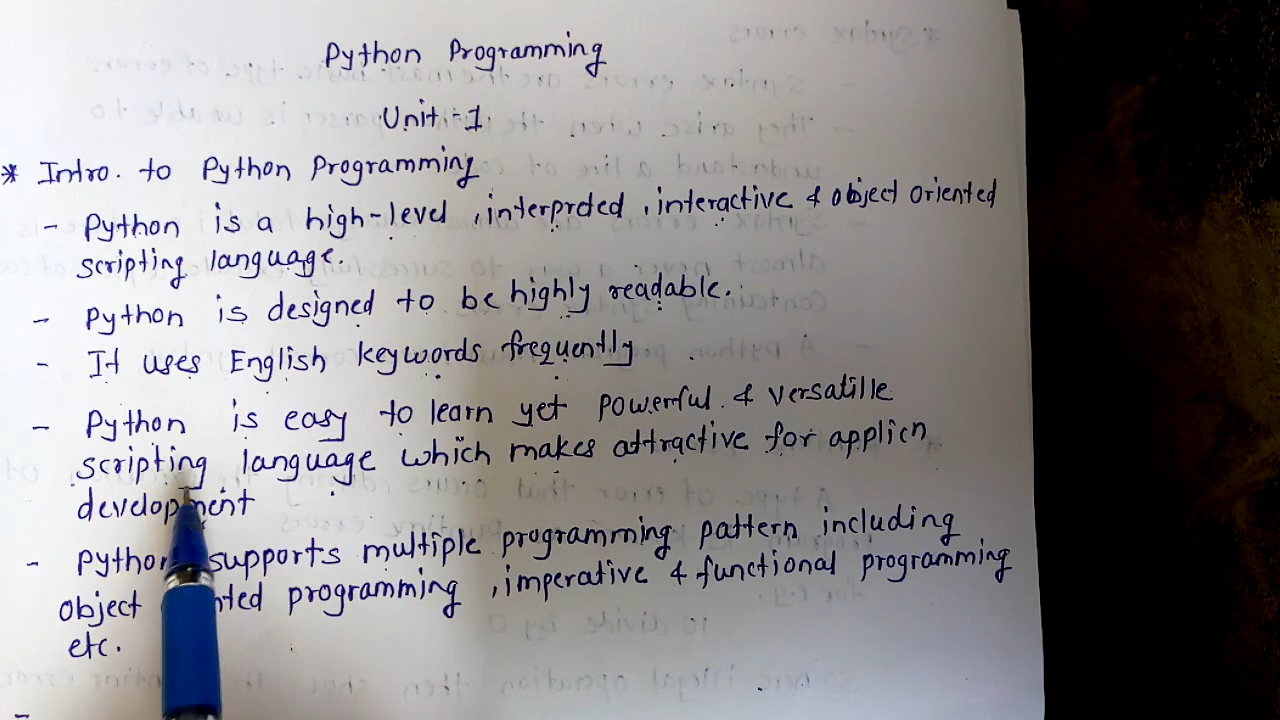 Python Programming
Unit-1
* Intro. to Python Programming
- Python is a high-level, interprded, interactive & object oriented
scripting language.
- Python is designed to be highly readable.
- It uses English keywords frequently
- Python is easy to learn yet powerful & versatille
scripting language which makes attractive for applicn
development
- Python supports multiple programming pattern including
object programming, imperative & functional programming
etc.